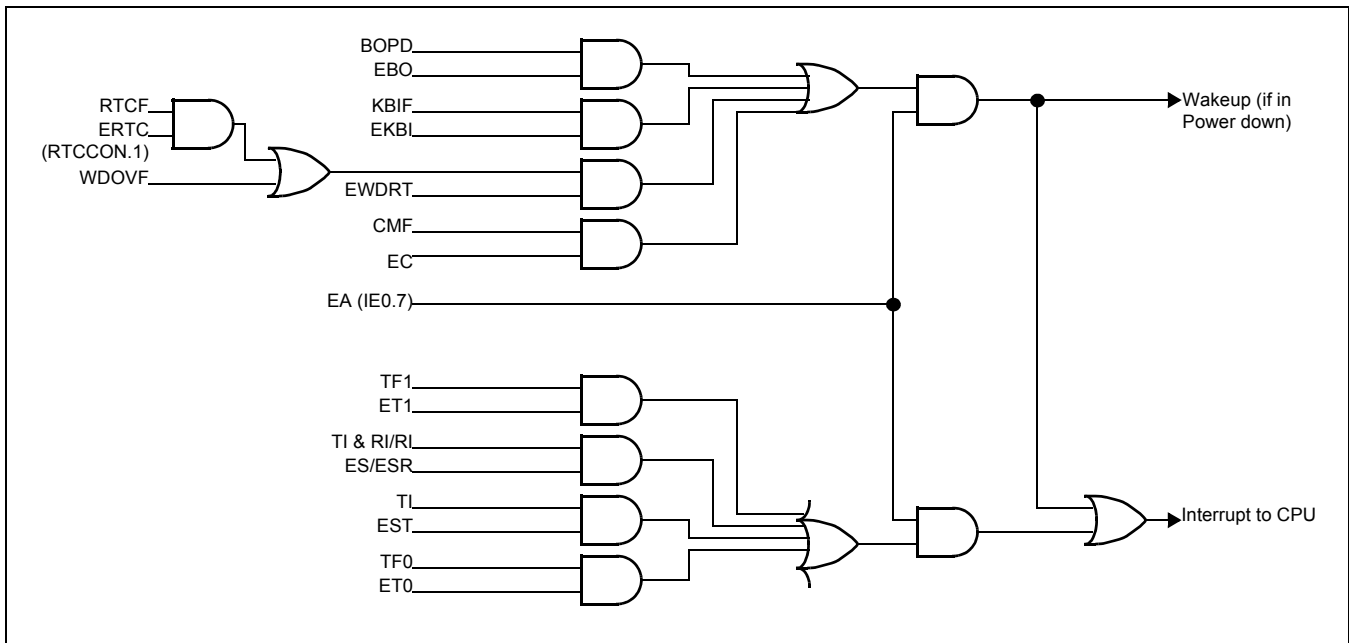 BOPD
EBO
RTCF
ERTC
(RTCCON.1)
WDOVF
KBIF
EKBI
EWDRT
CMF
EC
EA (IE0.7)
Wakeup (if in
Power down)
TF1
ET1
TI & RI/RI
ES/ESR
TI
EST
TF0
ET0
Interrupt to CPU